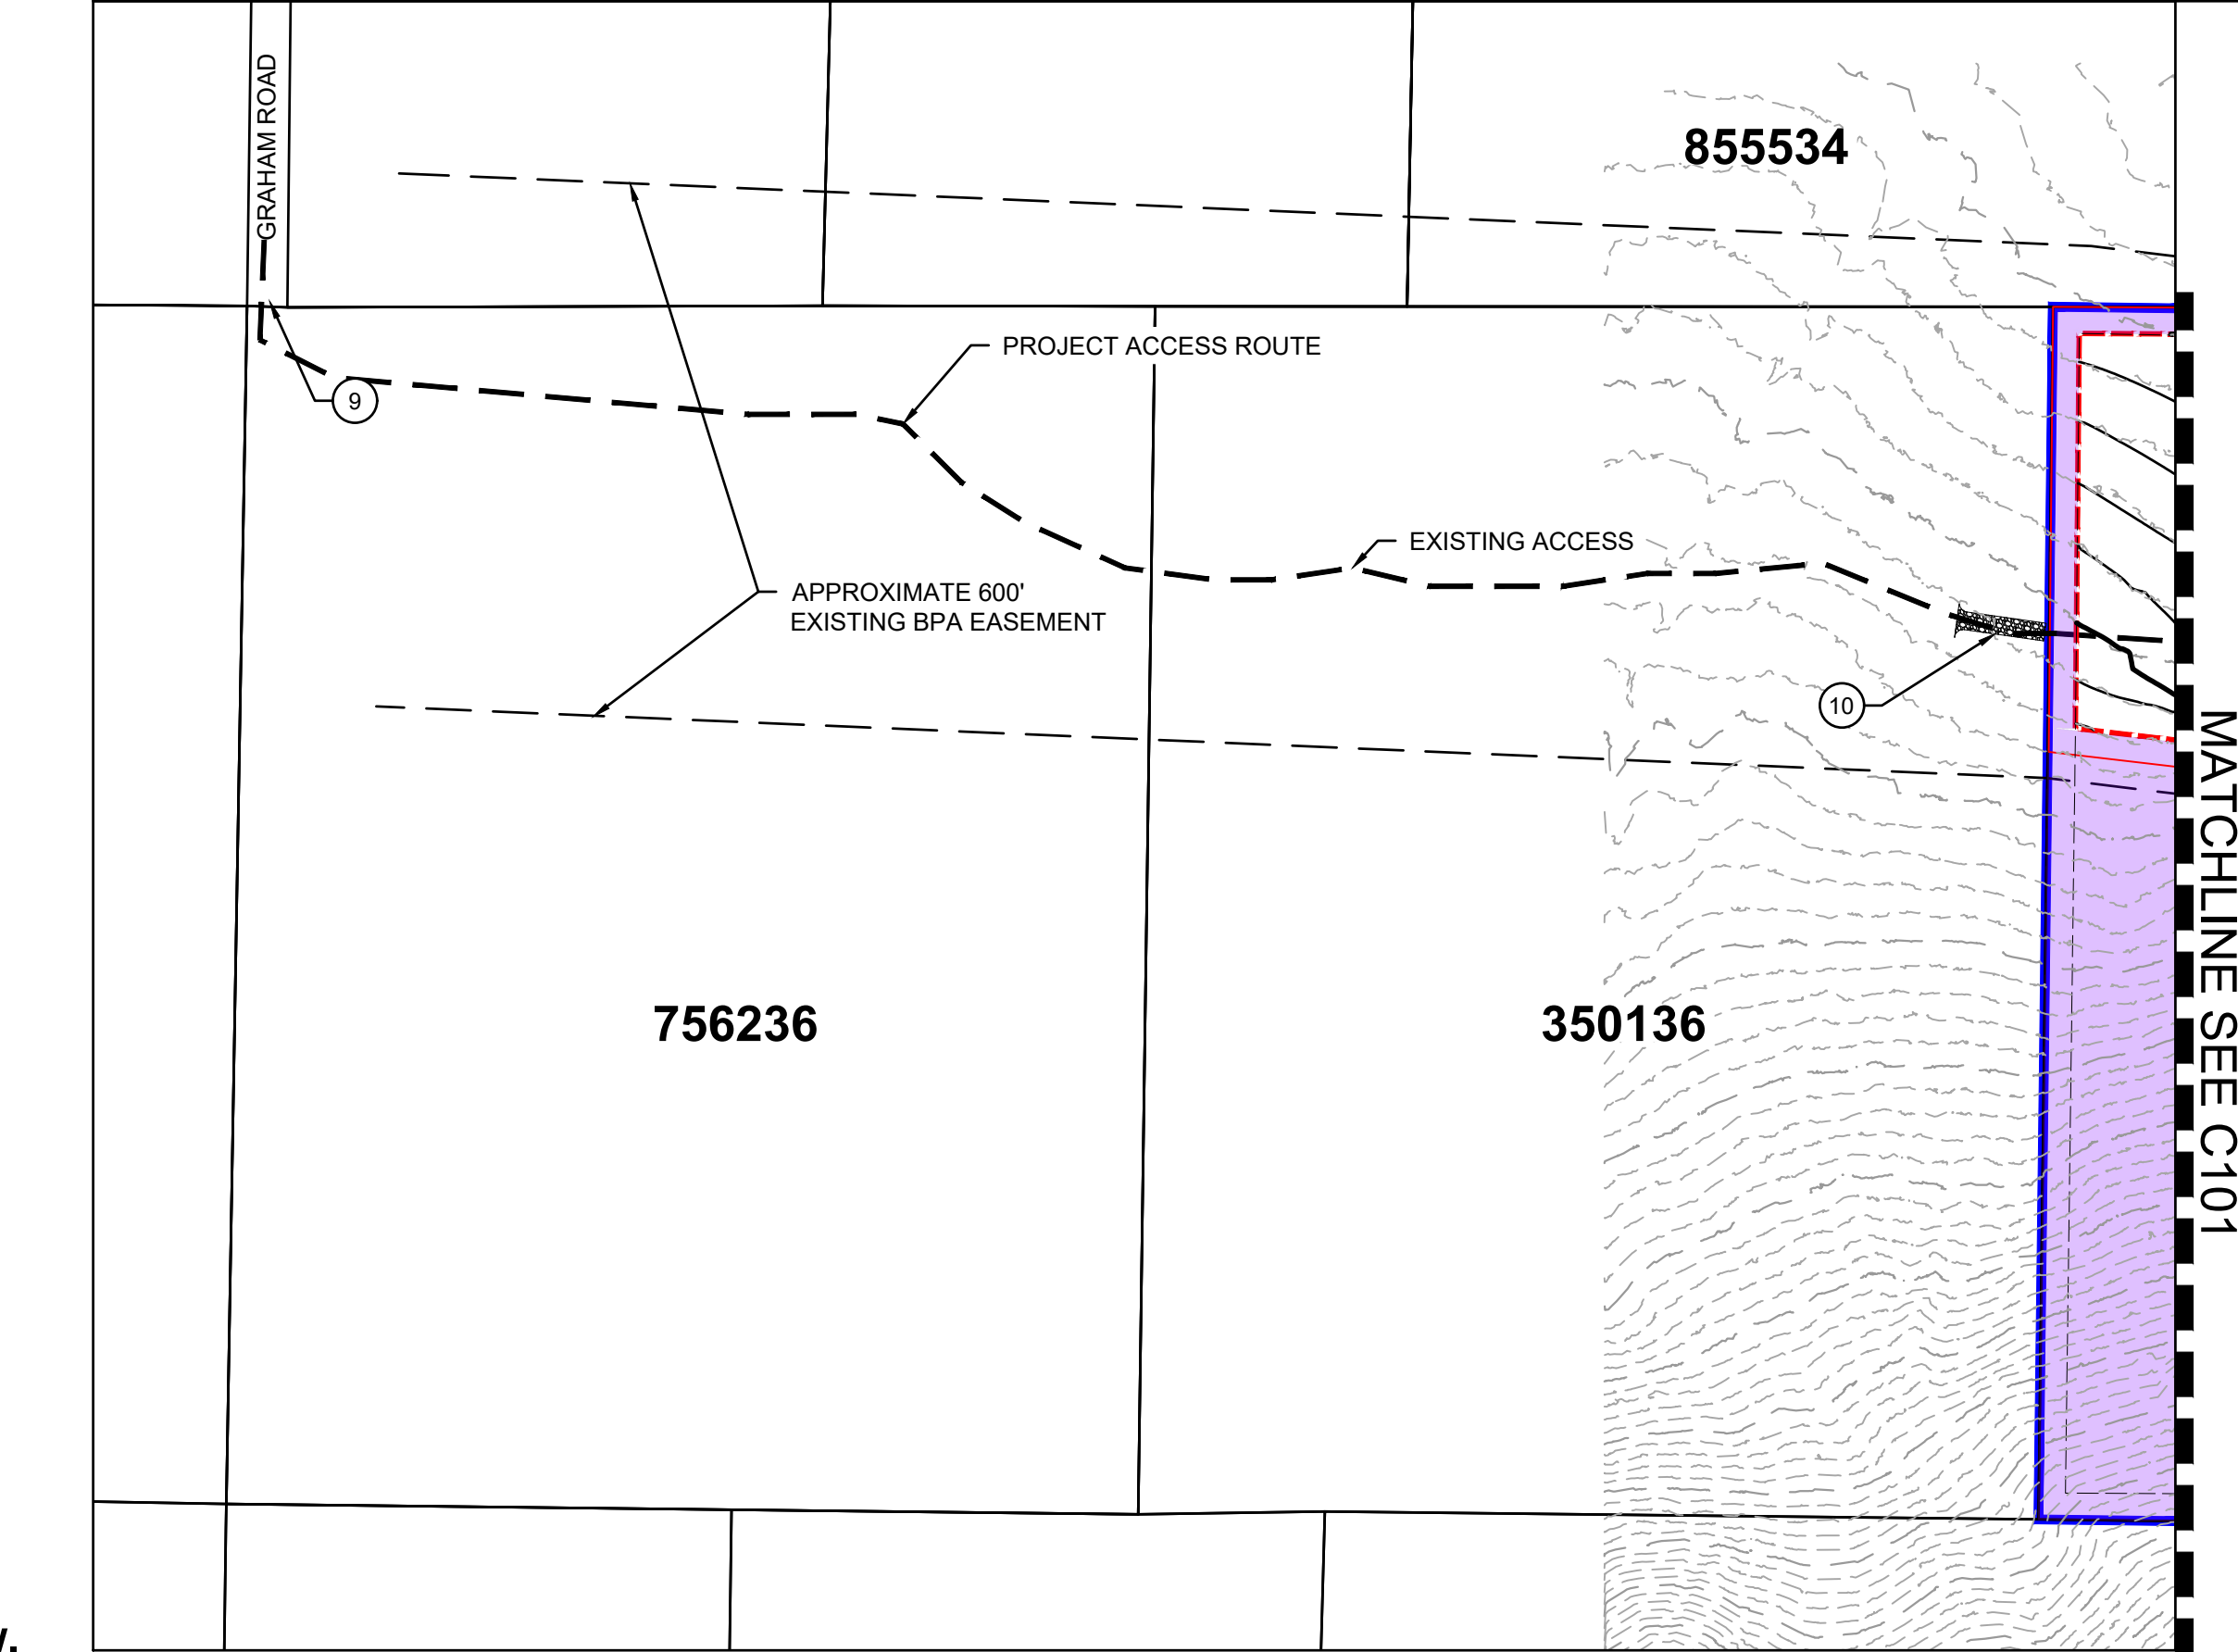 GRAHAM ROAD
855534
PROJECT ACCESS ROUTE
9
EXISTING ACCESS
APPROXIMATE 600'
EXISTING BPA EASEMENT
10
MATCHLINE SEE C101
756236
350136